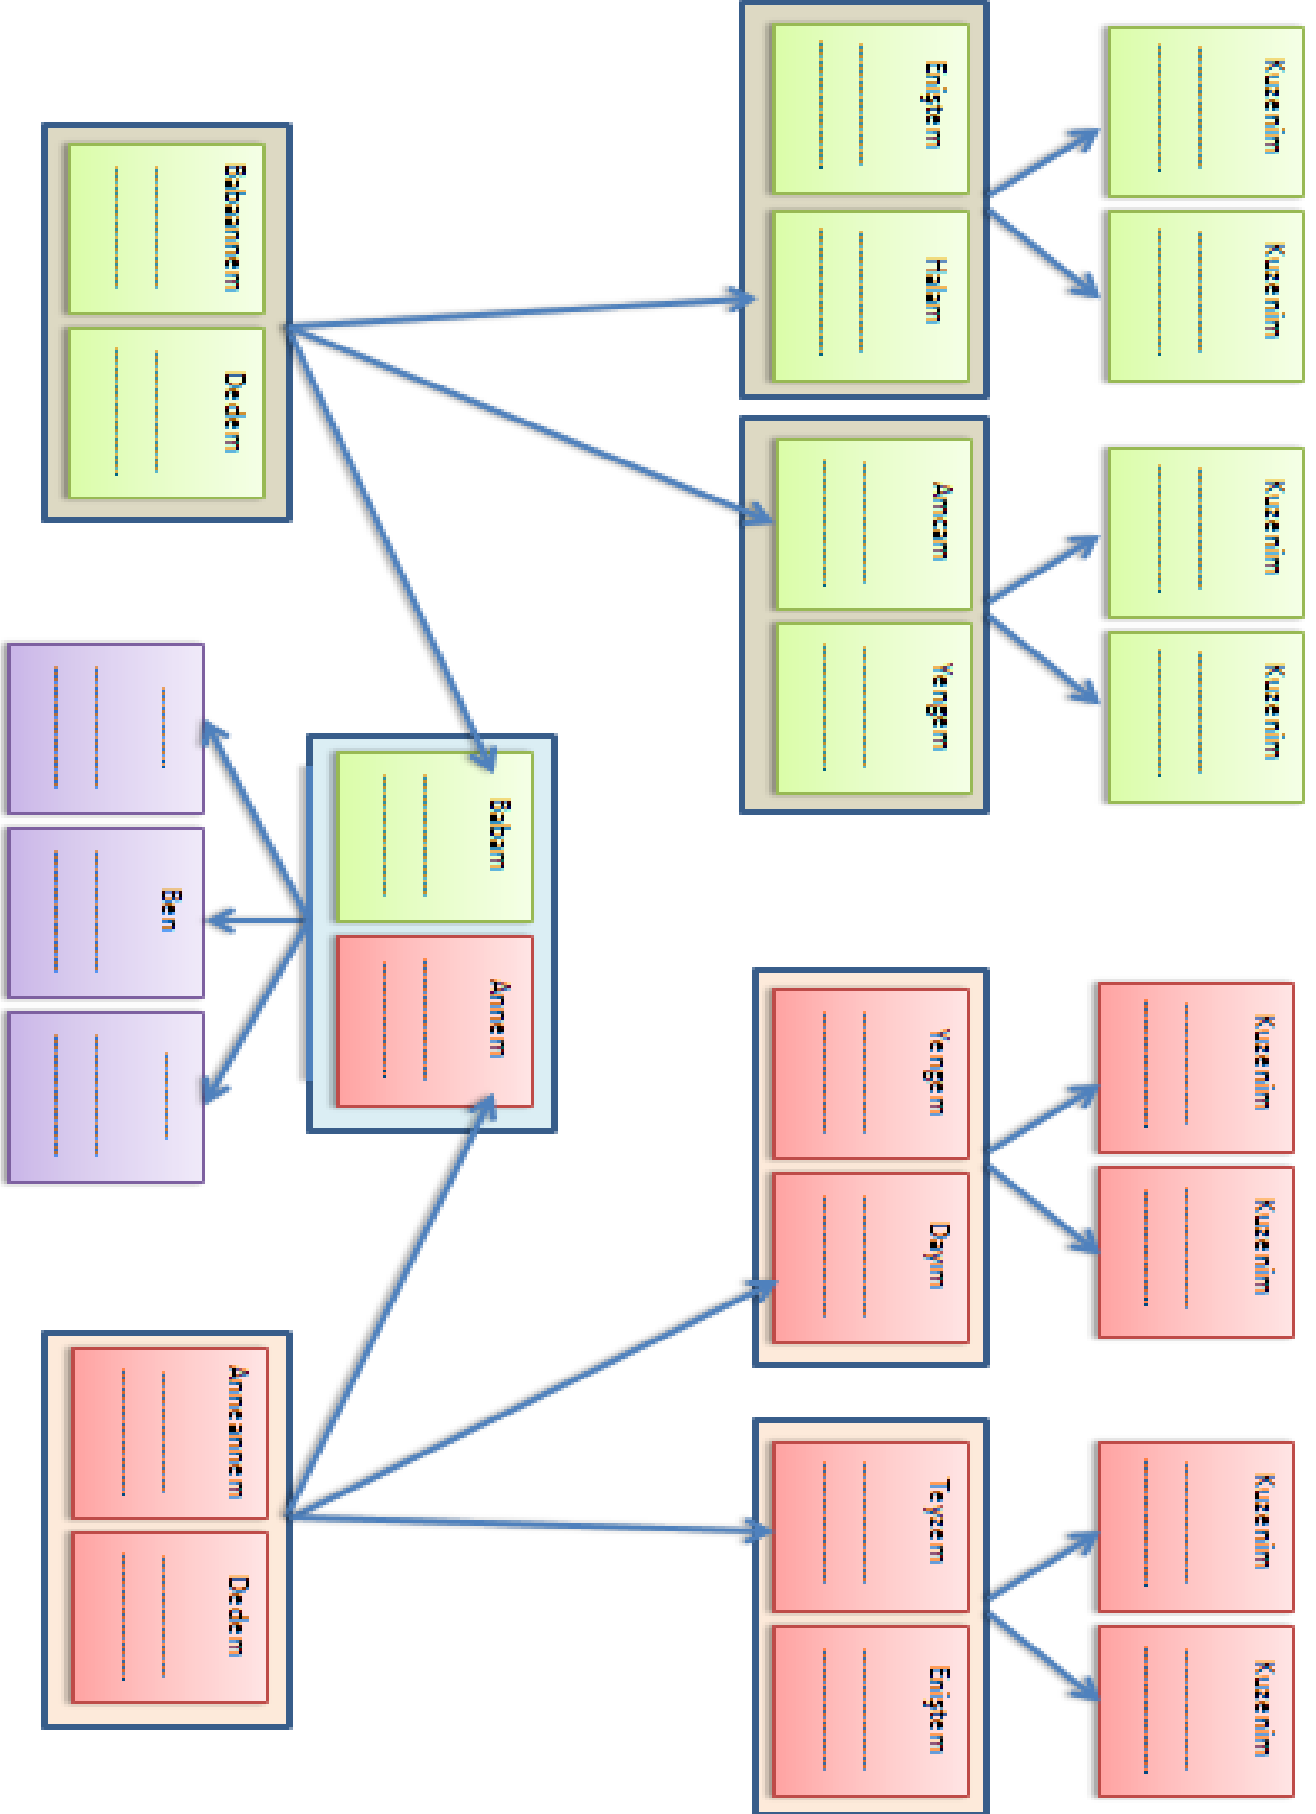 Kuzenim
Kuzenim
Kuzenim
Kuzenim
Kuzenim
Kuzenim
Kuzenim
Kuzenim
Eniştem
Halam
Amcam
Yengem
Yengem
Dayım
Teyzem
Eniştem
Babam
Annem
Babaannem
Dedem
Anneannem
Dedem
Ben